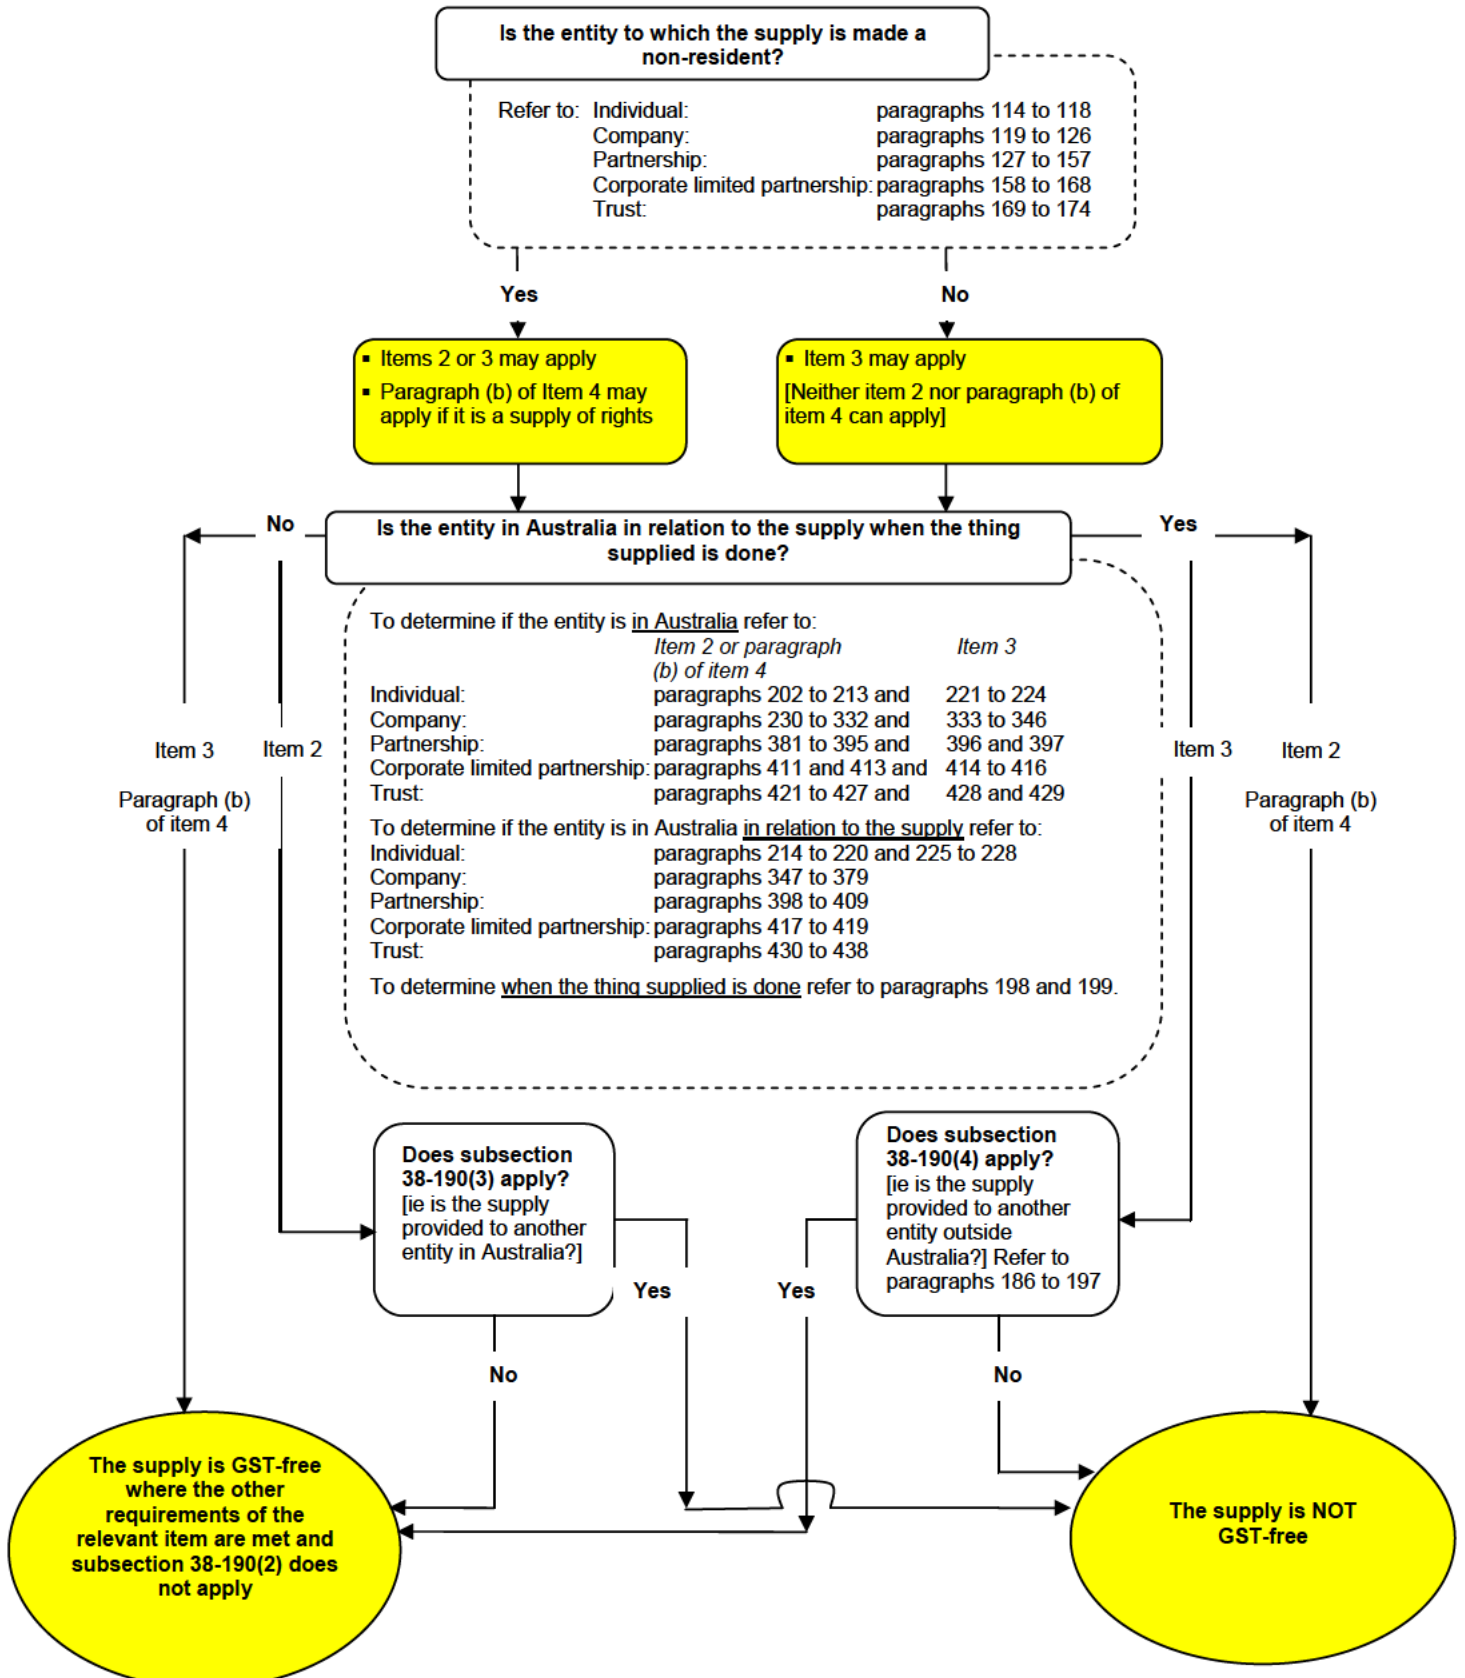 Is the entity to which the supply is made a
non-resident?
Refer to: Individual: paragraphs 114 to 118
Company: paragraphs 119 to 126
Partnership: paragraphs 127 to 157
Corporate limited partnership: paragraphs 158 to 168
Trust: paragraphs 169 to 174
Yes
No
▪ Items 2 or 3 may apply
▪ Paragraph (b) of Item 4 may
apply if it is a supply of rights
▪ Item 3 may apply
[Neither item 2 nor paragraph (b) of
item 4 can apply]
No
Is the entity in Australia in relation to the supply when the thing
supplied is done?
Yes
To determine if the entity is in Australia refer to:
Item 2 or paragraph Item 3
(b) of item 4
Individual: paragraphs 202 to 213 and 221 to 224
Company: paragraphs 230 to 332 and 333 to 346
Partnership: paragraphs 381 to 395 and 396 and 397
Corporate limited partnership: paragraphs 411 and 413 and 414 to 416
Trust: paragraphs 421 to 427 and 428 and 429
To determine if the entity is in Australia in relation to the supply refer to:
Individual: paragraphs 214 to 220 and 225 to 228
Company: paragraphs 347 to 379
Partnership: paragraphs 398 to 409
Corporate limited partnership: paragraphs 417 to 419
Trust: paragraphs 430 to 438
To determine when the thing supplied is done refer to paragraphs 198 and 199.
Item 3
Paragraph (b)
of item 4
Item 2
Item 3
Item 2
Paragraph (b)
of item 4
Does subsection
38-190(3) apply?
[ie is the supply
provided to another
entity in Australia?]
Does subsection
38-190(4) apply?
[ie is the supply
provided to another
entity outside
Australia?] Refer to
paragraphs 186 to 197
Yes
Yes
No
No
The supply is GST-free
where the other
requirements of the
relevant item are met and
subsection 38-190(2) does
not apply
The supply is NOT
GST-free